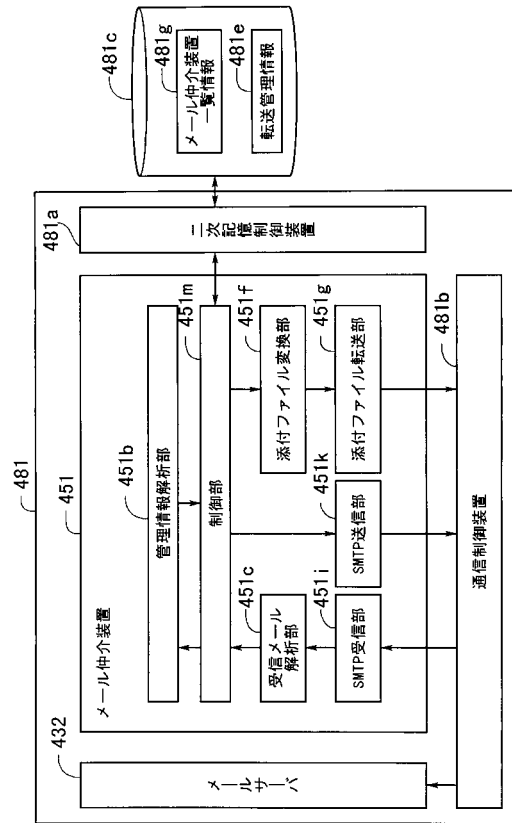 481
432
メールサーバ
451
メール仲介装置
451b
管理情報解析部
451m
制御部
451c
受信メール
解析部
451f
添付ファイル変換部
451i
SMTP受信部
451k
SMTP送信部
451g
添付ファイル転送部
481b
通信制御装置
481a
二次記憶制御装置
481c
481g
メール仲介装置
一覧情報
481e
転送管理情報